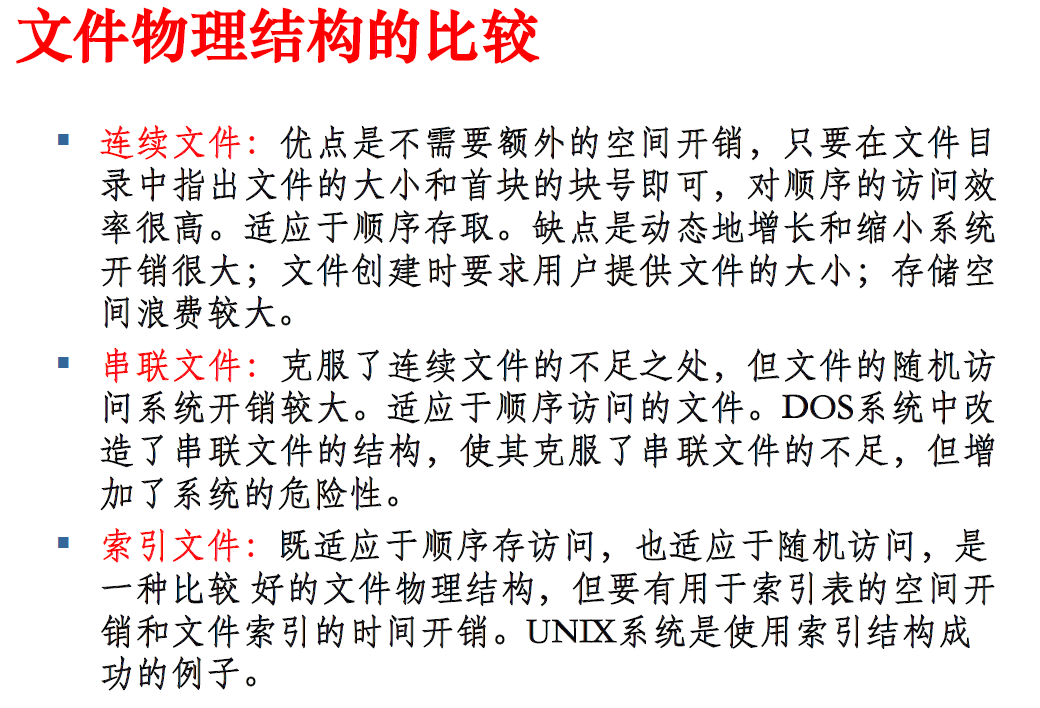 文件物理结构的比较
连续文件：优点是不需要额外的空间开销，只要在文件目
录中指出文件的大小和首块的块号即可，对顺序的访问效
率很高。适应于顺序存取。缺点是动态地增长和缩小系统
开销很大；文件创建时要求用户提供文件的大小；存储空
间浪费较大。
串联文件：克服了连续文件的不足之处，但文件的随机访
问系统开销较大。适应于顺序访问的文件。DOS系统中改
造了串联文件的结构，使其克服了串联文件的不足，但增
加了系统的危险性。
索引文件：既适应于顺序存访问，也适应于随机访问，是
一种比较 好的文件物理结构，但要有用于索引表的空间开
销和文件索引的时间开销。UNIX系统是使用索引结构成
功的例子。